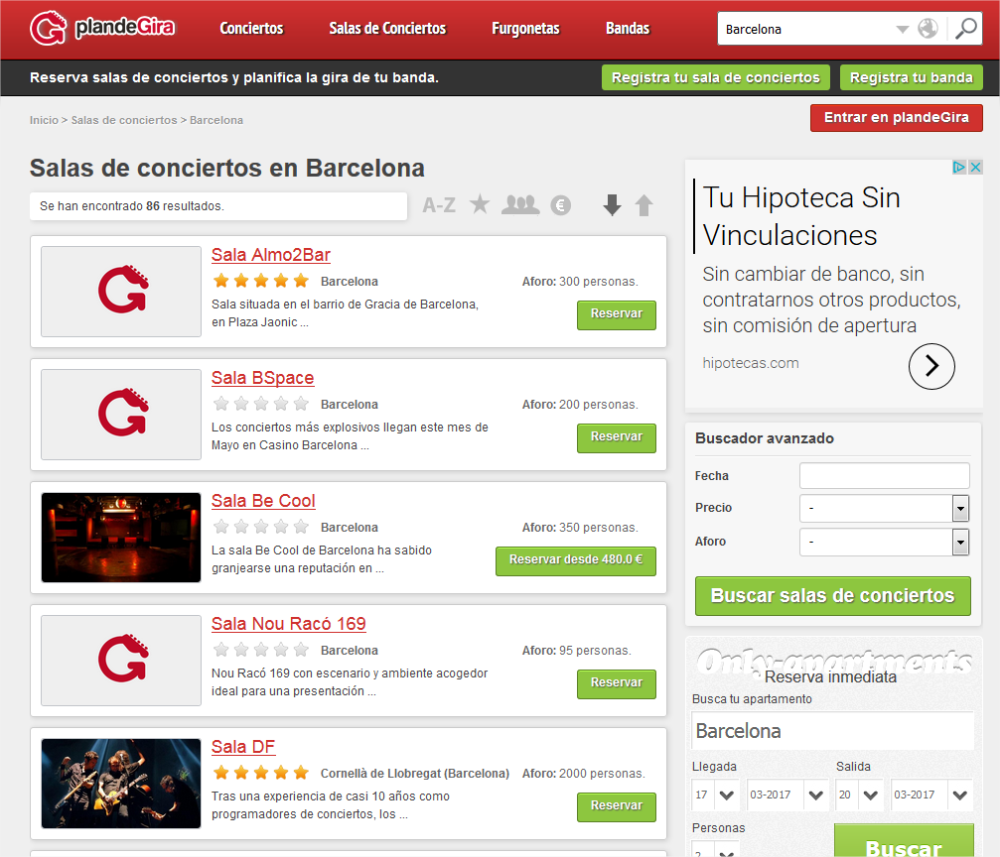 plandeGira
Conciertos
Salas de Conciertos
Furgonetas
Bandas
Barcelona
Reserva salas de conciertos y planifica la gira de tu banda.
Registra tu sala de conciertos
Registra tu banda
Inicio > Salas de conciertos > Barcelona
Entrar en plandeGira
Salas de conciertos en Barcelona
Se han encontrado 86 resultados.
A-Z
€
Sala Almo2Bar
Barcelona
Aforo: 300 personas.
Sala situada en el barrio de Gracia de Barcelona,
en Plaza Jaonic ...
Reservar
Sala BSpace
Barcelona
Aforo: 200 personas.
Los conciertos más explosivos llegan este mes de
Mayo en Casino Barcelona ...
Reservar
Sala Be Cool
Barcelona
Aforo: 350 personas.
La sala Be Cool de Barcelona ha sabido
granjearse una reputación en ...
Reservar desde 480.0 €
Sala Nou Racó 169
Barcelona
Aforo: 95 personas.
Nou Racó 169 con escenario y ambiente acogedor
ideal para una presentación ...
Reservar
Sala DF
Cornellà de Llobregat (Barcelona)
Aforo: 2000 personas.
Tras una experiencia de casi 10 años como
programadores de conciertos, los ...
Reservar
Tu Hipoteca Sin
Vinculaciones
Sin cambiar de banco, sin
contratarnos otros productos,
sin comisión de apertura
hipotecas.com
Buscador avanzado
Fecha
Precio
-
Aforo
-
Buscar salas de conciertos
Only-apartments
Reserva inmediata
Busca tu apartamento
Barcelona
Llegada
Salida
17
03-2017
20
03-2017
Personas
2
Buscar